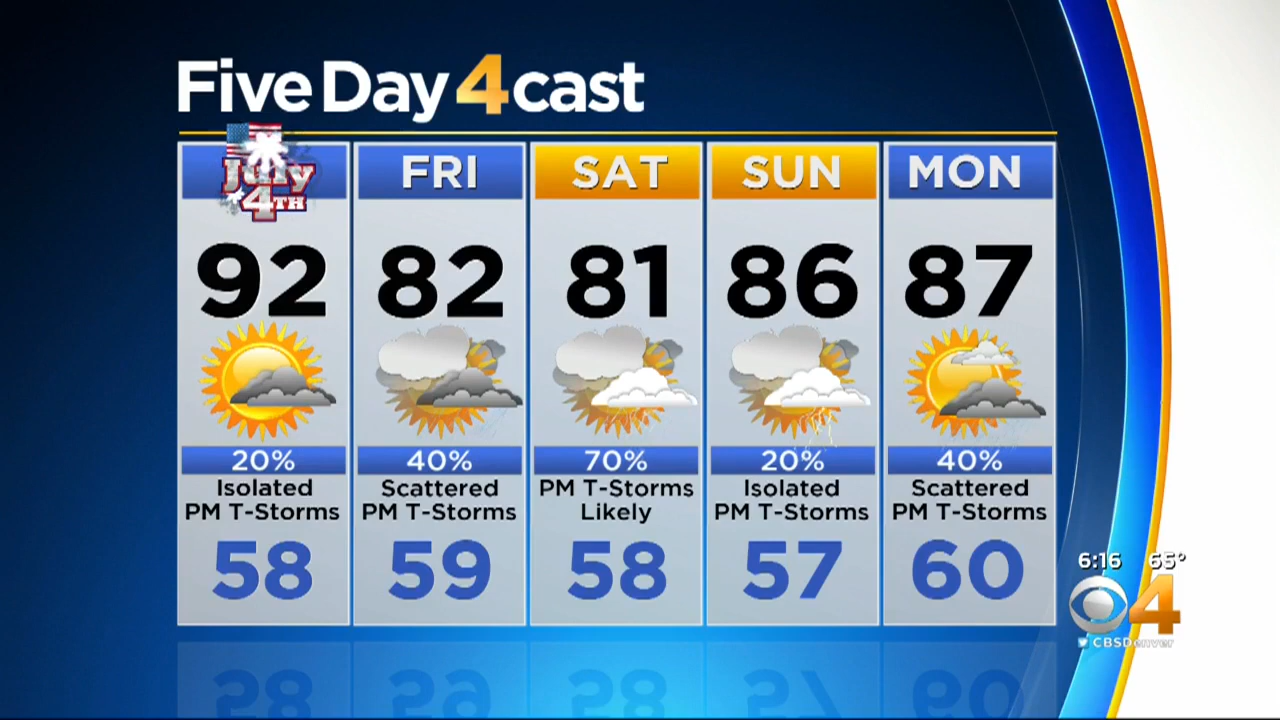 Five Day 4cast
July 4TH FRI SAT SUN MON
92 82 81 86 87
20% 40% 70% 20% 40%
Isolated Scattered PM T-Storms Isolated Scattered
PM T-Storms PM T-Storms Likely PM T-Storms PM T-Storms
58 59 58 57 60
6:16 65°
4
CBSDenver